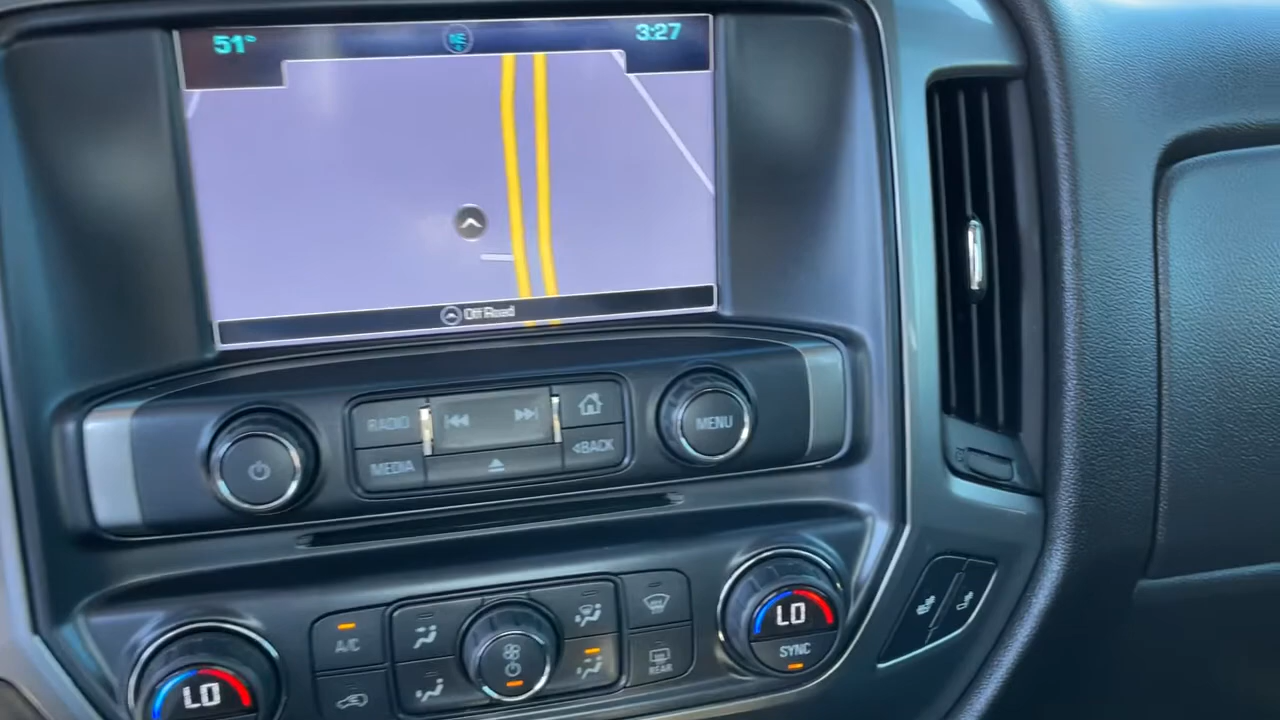 51°
NE
3:27
Off Road
RADIO
MEDIA
BACK
MENU
A/C
REAR
LO
SYNC
LO